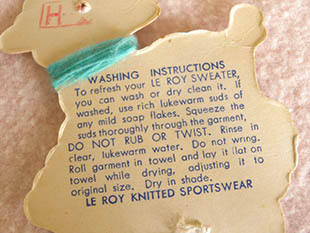 H
WASHING INSTRUCTIONS
To refresh your LE ROY SWEATER,
you can wash or dry clean it. If
washed, use rich lukewarm suds of
any mild soap flakes. Squeeze the
suds thoroughly through the garment,
DO NOT RUB OR TWIST. Rinse in
clear, lukewarm water. Do not wring.
Roll garment in towel and lay it flat on
towel while drying, adjusting it to
original size. Dry in shade.
LE ROY KNITTED SPORTSWEAR